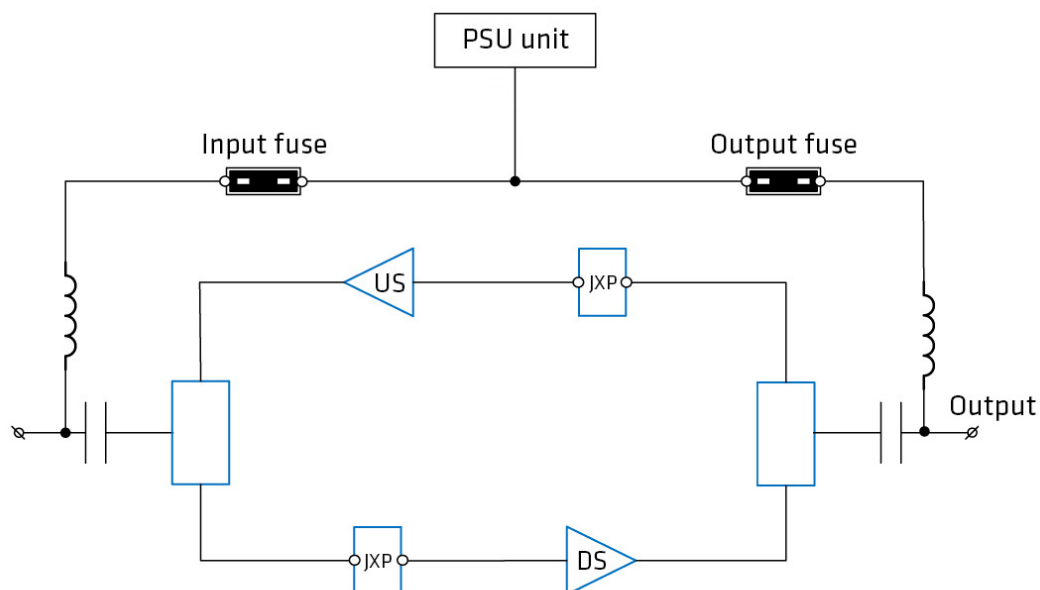 PSU unit
Input fuse
Output fuse
US
JXP
Output
JXP
DS